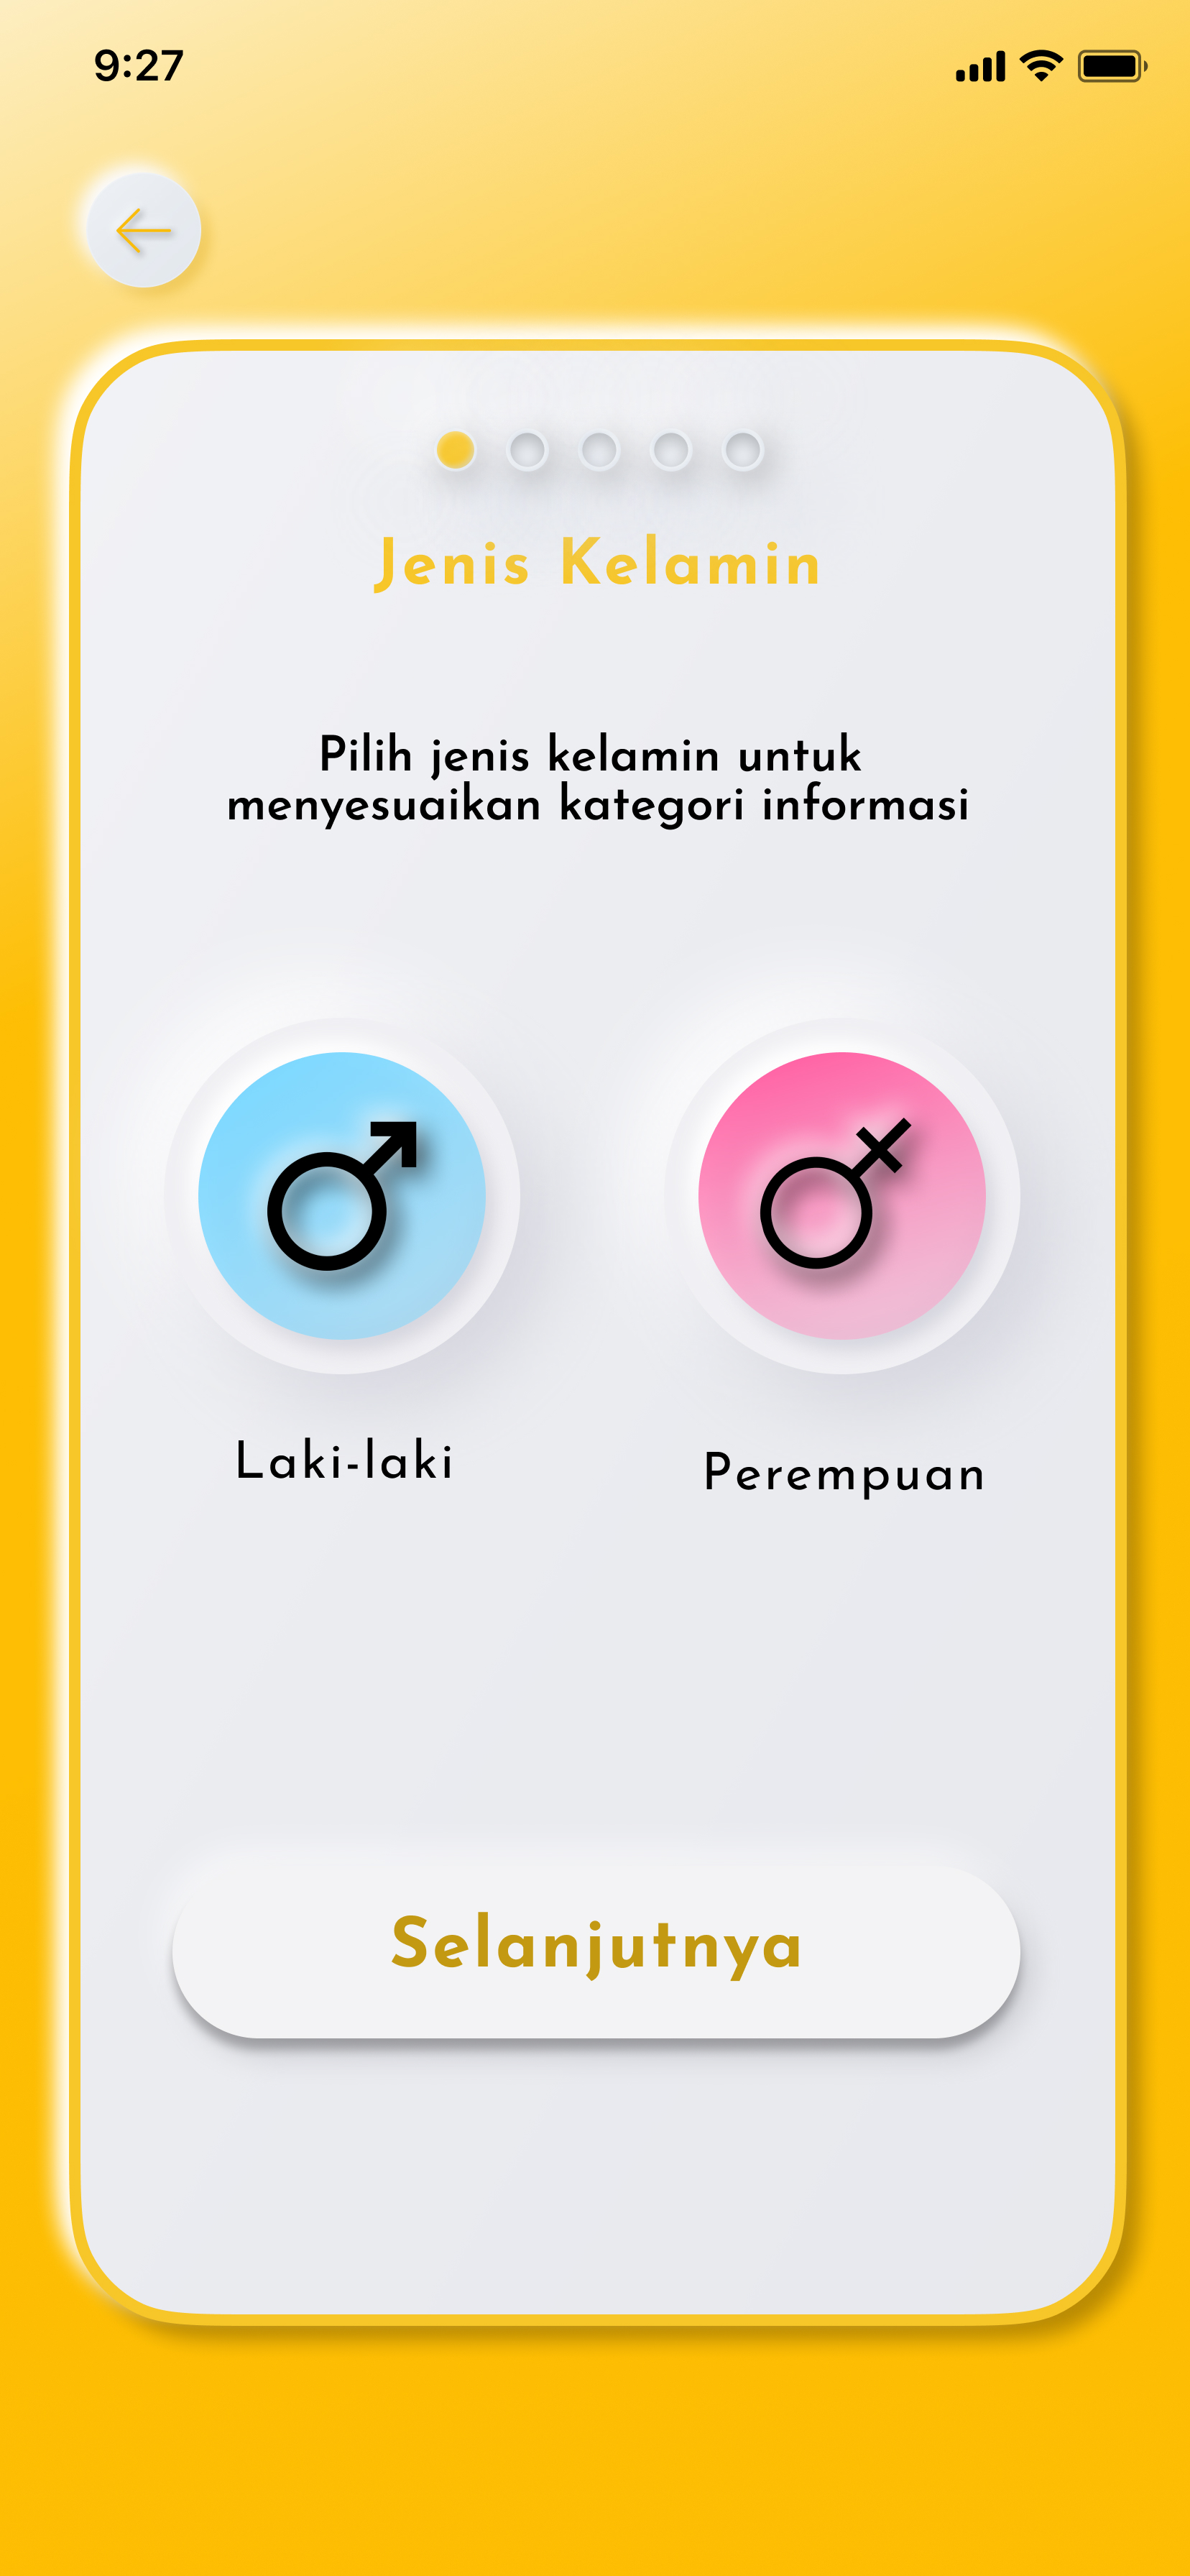 9:27
Jenis Kelamin
Pilih jenis kelamin untuk
menyesuaikan kategori informasi
Laki-laki
Perempuan
Selanjutnya